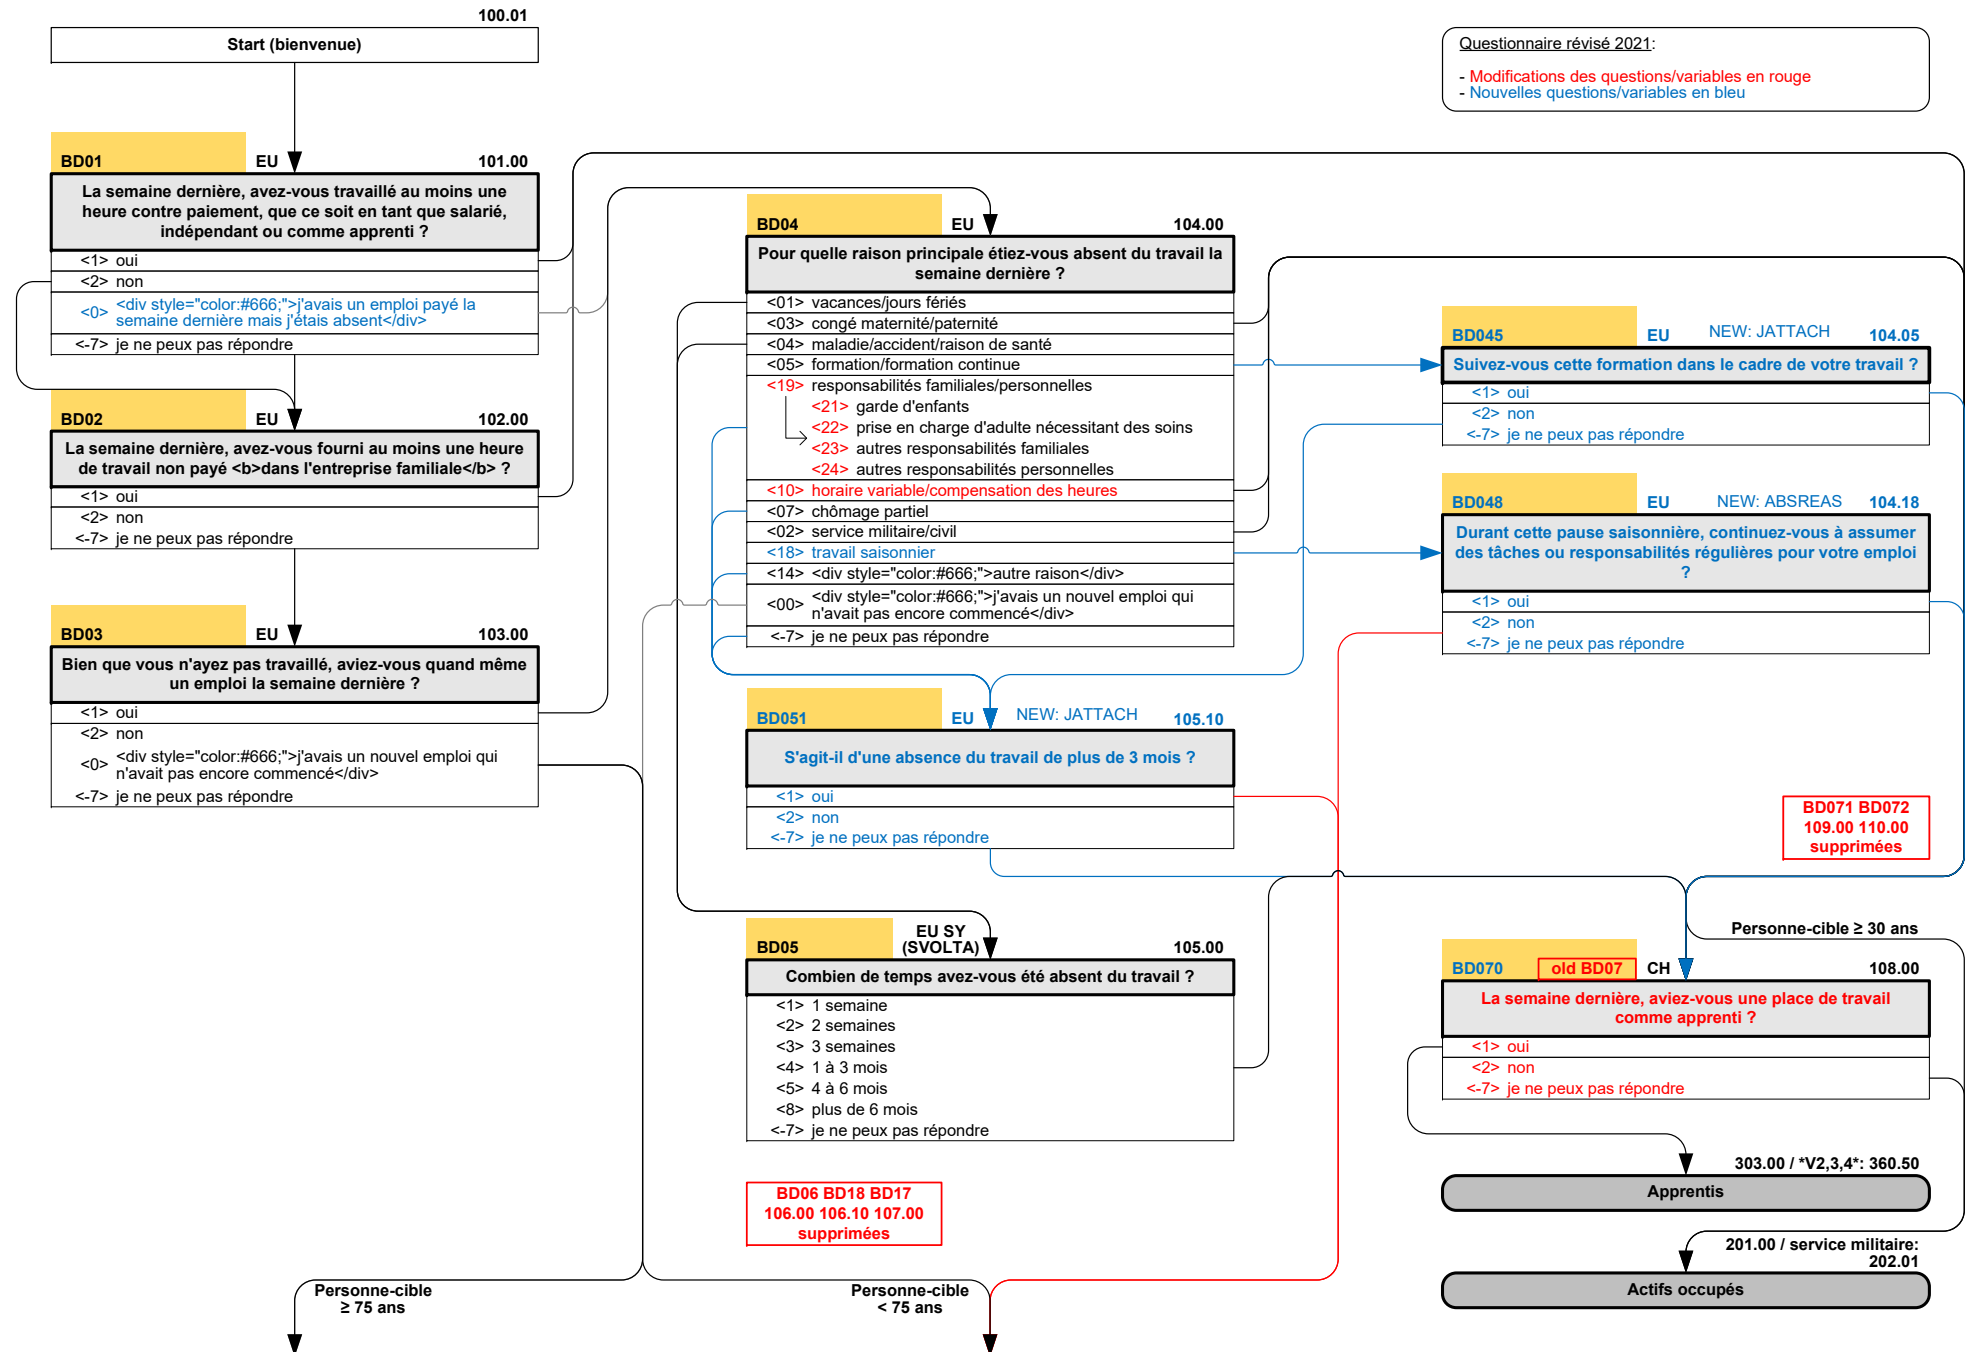 100.01
Start (bienvenue)
Questionnaire révisé 2021:
- Modifications des questions/variables en rouge
- Nouvelles questions/variables en bleu
BD01 EU 101.00
La semaine dernière, avez-vous travaillé au moins une
heure contre paiement, que ce soit en tant que salarié,
indépendant ou comme apprenti ?
<1> oui
<2> non
<0> <div style="color:#666;">j'avais un emploi payé la
semaine dernière mais j'étais absent</div>
<-7> je ne peux pas répondre
BD02 EU 102.00
La semaine dernière, avez-vous fourni au moins une heure
de travail non payé <b>dans l'entreprise familiale</b> ?
<1> oui
<2> non
<-7> je ne peux pas répondre
BD03 EU 103.00
Bien que vous n'ayez pas travaillé, aviez-vous quand même
un emploi la semaine dernière ?
<1> oui
<2> non
<0> <div style="color:#666;">j'avais un nouvel emploi qui
n'avait pas encore commencé</div>
<-7> je ne peux pas répondre
BD04 EU 104.00
Pour quelle raison principale étiez-vous absent du travail la
semaine dernière ?
<01> vacances/jours fériés
<03> congé maternité/paternité
<04> maladie/accident/raison de santé
<05> formation/formation continue
<19> responsabilités familiales/personnelles
<21> garde d'enfants
<22> prise en charge d'adulte nécessitant des soins
<23> autres responsabilités familiales
<24> autres responsabilités personnelles
<10> horaire variable/compensation des heures
<07> chômage partiel
<02> service militaire/civil
<18> travail saisonnier
<14> <div style="color:#666;">autre raison</div>
<00> <div style="color:#666;">j'avais un nouvel emploi qui
n'avait pas encore commencé</div>
<-7> je ne peux pas répondre
BD045 EU NEW: JATTACH 104.05
Suivez-vous cette formation dans le cadre de votre travail ?
<1> oui
<2> non
<-7> je ne peux pas répondre
BD048 EU NEW: ABSREAS 104.18
Durant cette pause saisonnière, continuez-vous à assumer
des tâches ou responsabilités régulières pour votre emploi
?
<1> oui
<2> non
<-7> je ne peux pas répondre
BD051 EU NEW: JATTACH 105.10
S'agit-il d'une absence du travail de plus de 3 mois ?
<1> oui
<2> non
<-7> je ne peux pas répondre
BD071 BD072
109.00 110.00
supprimées
BD05 EU SY
(SVOLTA) 105.00
Combien de temps avez-vous été absent du travail ?
<1> 1 semaine
<2> 2 semaines
<3> 3 semaines
<4> 1 à 3 mois
<5> 4 à 6 mois
<8> plus de 6 mois
<-7> je ne peux pas répondre
Personne-cible ≥ 30 ans
BD070 old BD07 CH 108.00
La semaine dernière, aviez-vous une place de travail
comme apprenti ?
<1> oui
<2> non
<-7> je ne peux pas répondre
303.00 / *V2,3,4*: 360.50
Apprentis
BD06 BD18 BD17
106.00 106.10 107.00
supprimées
201.00 / service militaire:
202.01
Actifs occupés
Personne-cible
≥ 75 ans
Personne-cible
< 75 ans